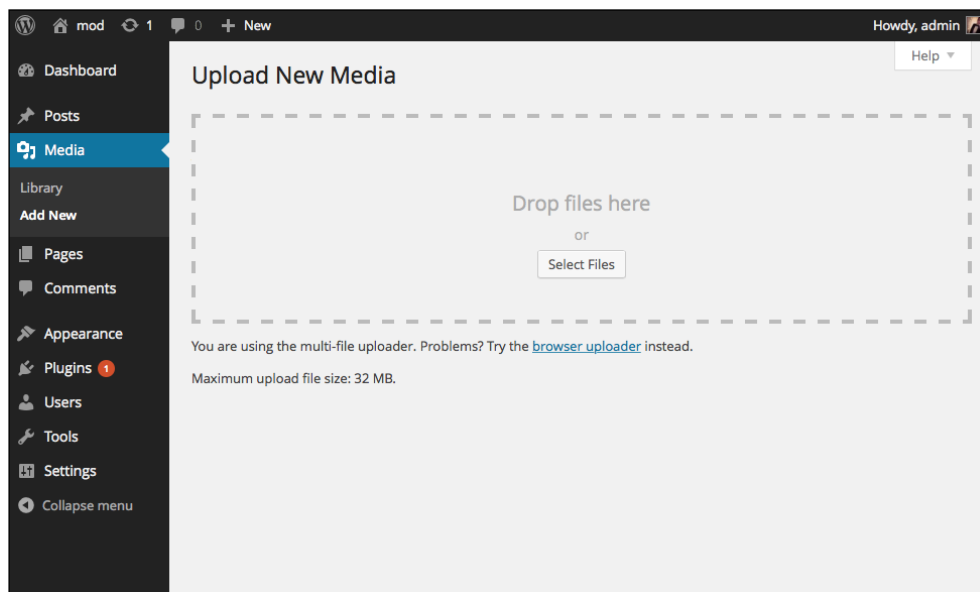 mod 1 0 + New Howdy, admin
Help
Dashboard
Posts
Media
Library
Add New
Pages
Comments
Appearance
Plugins 1
Users
Tools
Settings
Collapse menu
Upload New Media
Drop files here
or
Select Files
You are using the multi-file uploader. Problems? Try the browser uploader instead.
Maximum upload file size: 32 MB.